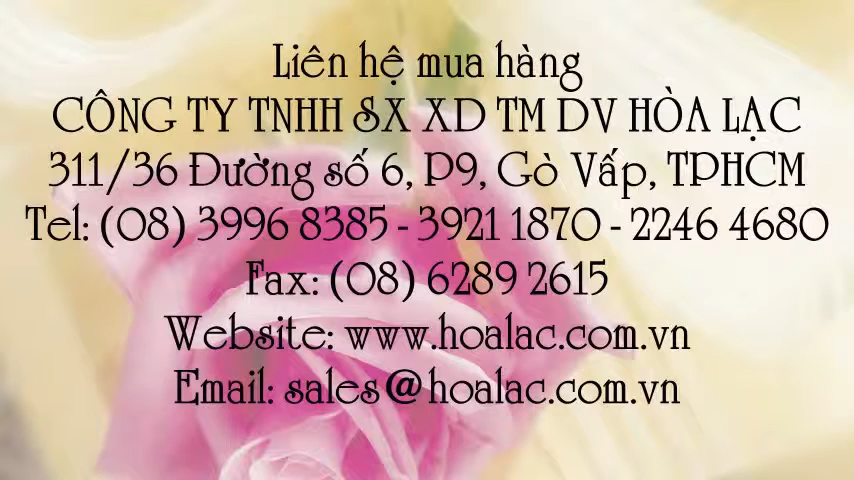 Liên hệ mua hàng
CÔNG TY TNHH SX XD TM DV HÒA LẠC
311/36 Đường số 6, P9, Gò Vấp, TPHCM
Tel: (08) 3996 8385 - 3921 1870 - 2246 4680
Fax: (08) 6289 2615
Website: www.hoalac.com.vn
Email: sales@hoalac.com.vn